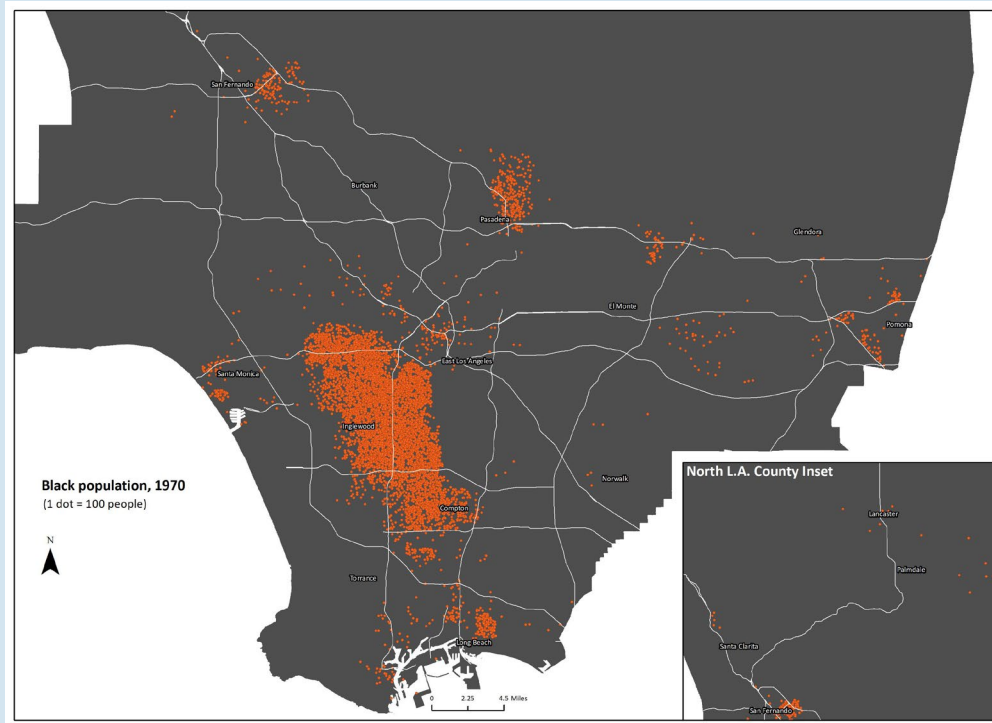 San Fernando
Burbank
Pasadena
Glendora
El Monte
Pomona
East Los Angeles
Santa Monica
Inglewood
North L.A. County Inset
Norwalk
Black population, 1970
(1 dot = 100 people)
Compton
Lancaster
N
Palmdale
Torrance
Long Beach
Santa Clarita
0 2.25 4.5 Miles
San Fernando